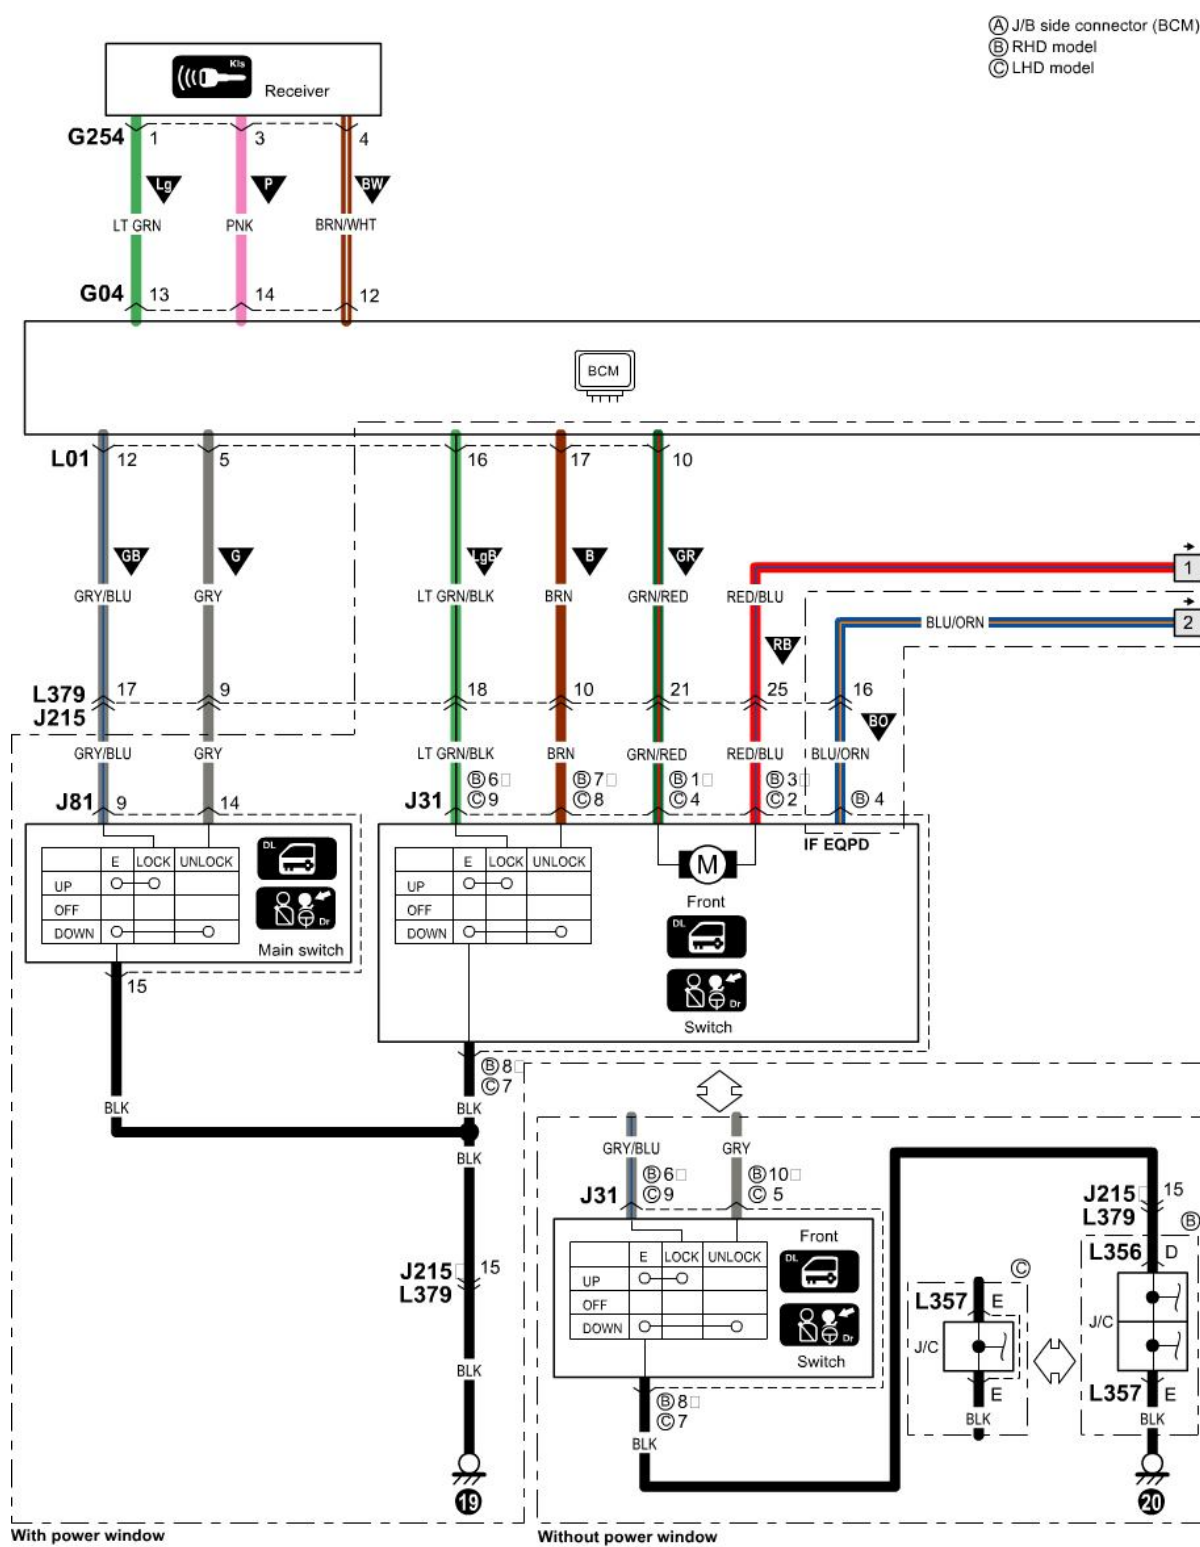 Ⓐ J/B side connector (BCM)
Ⓑ RHD model
Ⓒ LHD model
Kls
Receiver
G254 1 3 4
Lg P BW
LT GRN PNK BRN/WHT
G04 13 14 12
BCM
L01 12 5 16 17 10
GB G LgB B GR
1
GRY/BLU GRY LT GRN/BLK BRN GRN/RED RED/BLU
BLU/ORN 2
RB
L379 17 9 18 10 21 25 16
J215
BO
GRY/BLU GRY LT GRN/BLK BRN GRN/RED RED/BLU BLU/ORN
Ⓑ6 Ⓑ7 Ⓑ1 Ⓑ3
J81 9 14 J31 Ⓒ9 Ⓒ8 Ⓒ4 Ⓒ2 Ⓑ4
IF EQPD
E LOCK UNLOCK
UP
OFF
DOWN
DL
Dr
Main switch
15
E LOCK UNLOCK
UP
OFF
DOWN
M
Front
DL
Dr
Switch
Ⓑ8
Ⓒ7
BLK BLK
BLK
GRY/BLU GRY
Ⓑ6 Ⓑ10
J31 Ⓒ9 Ⓒ5
E LOCK UNLOCK
UP
OFF
DOWN
Front
DL
Dr
Switch
Ⓑ8
Ⓒ7
BLK
J215 15
L379
BLK
19
J215 15
L379 Ⓑ
L356 D
J/C
L357 E
BLK
20
Ⓒ
L357 E
J/C
E
BLK
With power window
Without power window